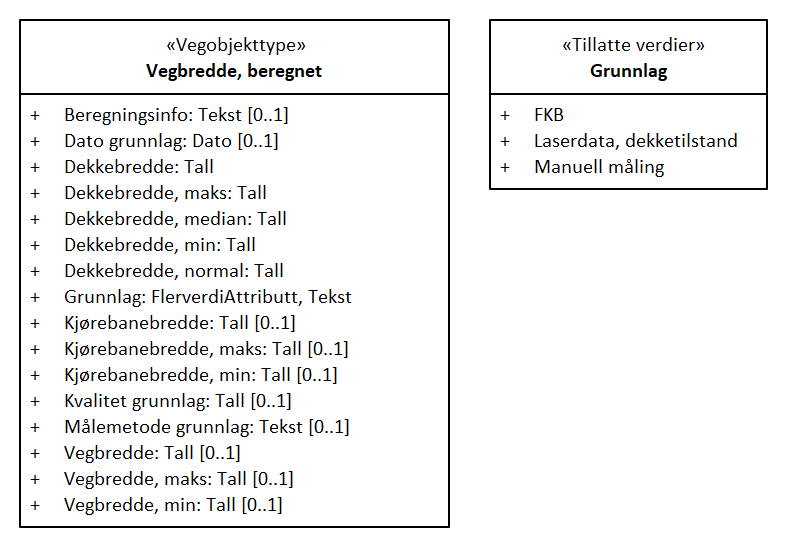 «Vegobjekttype»
Vegbredde, beregnet
+ Beregningsinfo: Tekst [0..1]
+ Dato grunnlag: Dato [0..1]
+ Dekkebredde: Tall
+ Dekkebredde, maks: Tall
+ Dekkebredde, median: Tall
+ Dekkebredde, min: Tall
+ Dekkebredde, normal: Tall
+ Grunnlag: FlerverdiAttributt, Tekst
+ Kjørebanebredde: Tall [0..1]
+ Kjørebanebredde, maks: Tall [0..1]
+ Kjørebanebredde, min: Tall [0..1]
+ Kvalitet grunnlag: Tall [0..1]
+ Målemetode grunnlag: Tekst [0..1]
+ Vegbredde: Tall [0..1]
+ Vegbredde, maks: Tall [0..1]
+ Vegbredde, min: Tall [0..1]
«Tillatte verdier»
Grunnlag
+ FKB
+ Laserdata, dekketilstand
+ Manuell måling